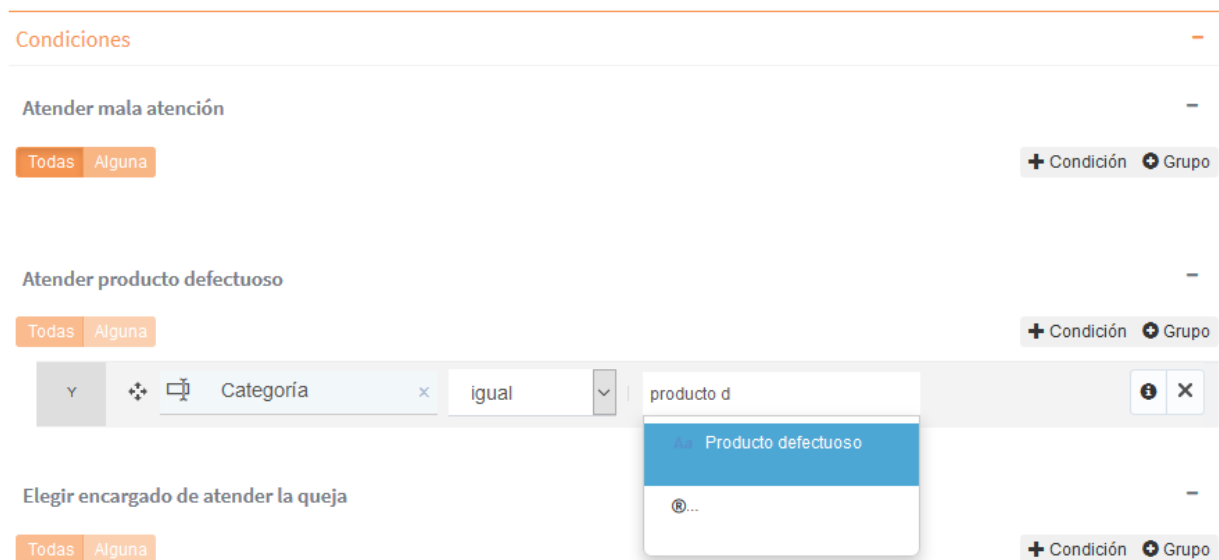 Condiciones
Atender mala atención
Todas Alguna
Condición Grupo
Atender producto defectuoso
Todas Alguna
Condición Grupo
Y Categoría x igual producto d
Aa Producto defectuoso
®...
Elegir encargado de atender la queja
Todas Alguna
Condición Grupo